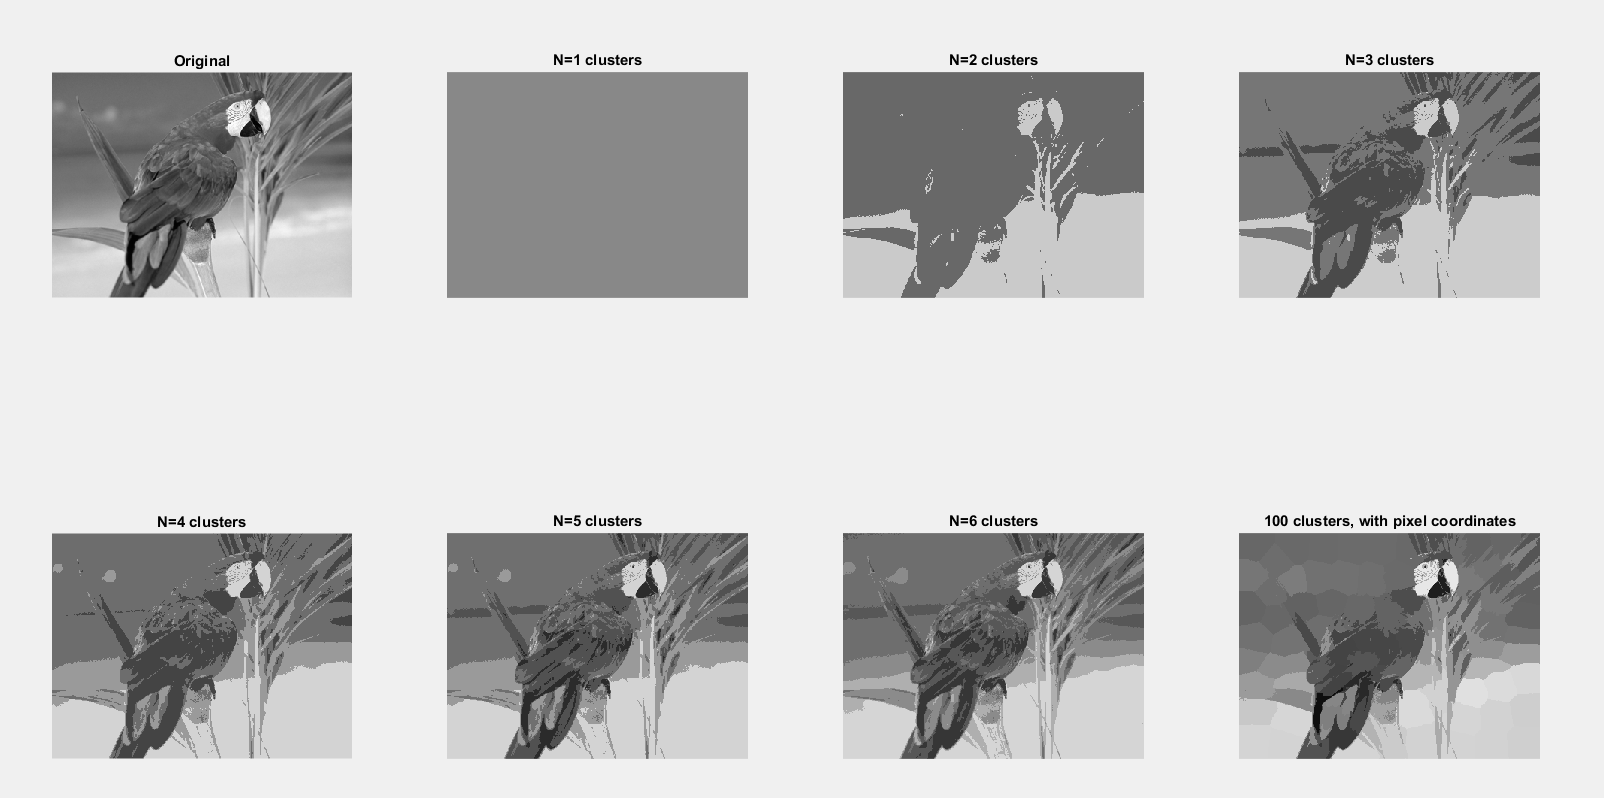 Original
N=1 clusters
N=2 clusters
N=3 clusters
N=4 clusters
N=5 clusters
N=6 clusters
100 clusters, with pixel coordinates